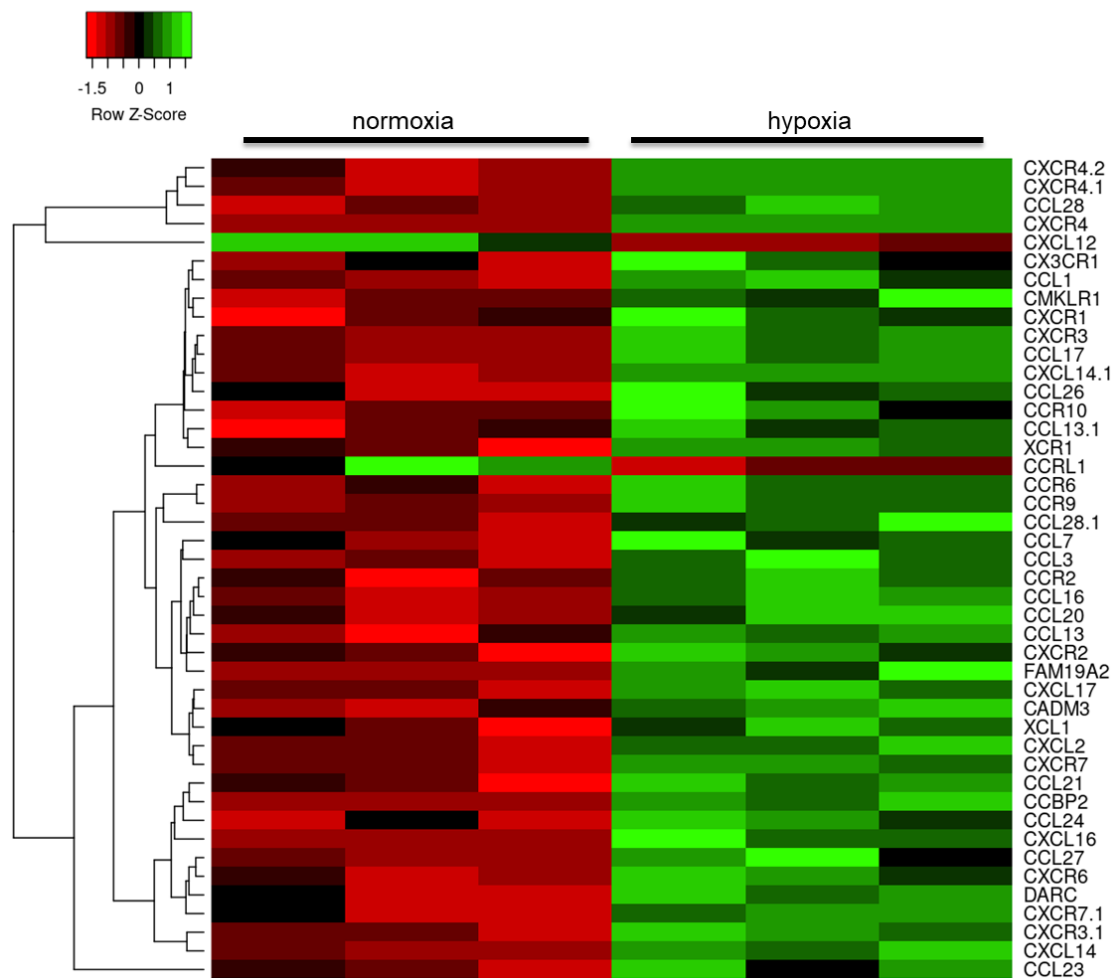 -1.5 0 1
Row Z-Score
normoxia hypoxia
CXCR4.2
CXCR4.1
CCL28
CXCR4
CXCL12
CX3CR1
CCL1
CMKLR1
CXCR1
CXCR3
CCL17
CXCL14.1
CCL26
CCR10
CCL13.1
XCR1
CCRL1
CCR6
CCR9
CCL28.1
CCL7
CCL3
CCR2
CCL16
CCL20
CCL13
CXCR2
FAM19A2
CXCL17
CADM3
XCL1
CXCL2
CXCR7
CCL21
CCBP2
CCL24
CXCL16
CCL27
CXCR6
DARC
CXCR7.1
CXCR3.1
CXCL14
CCL23